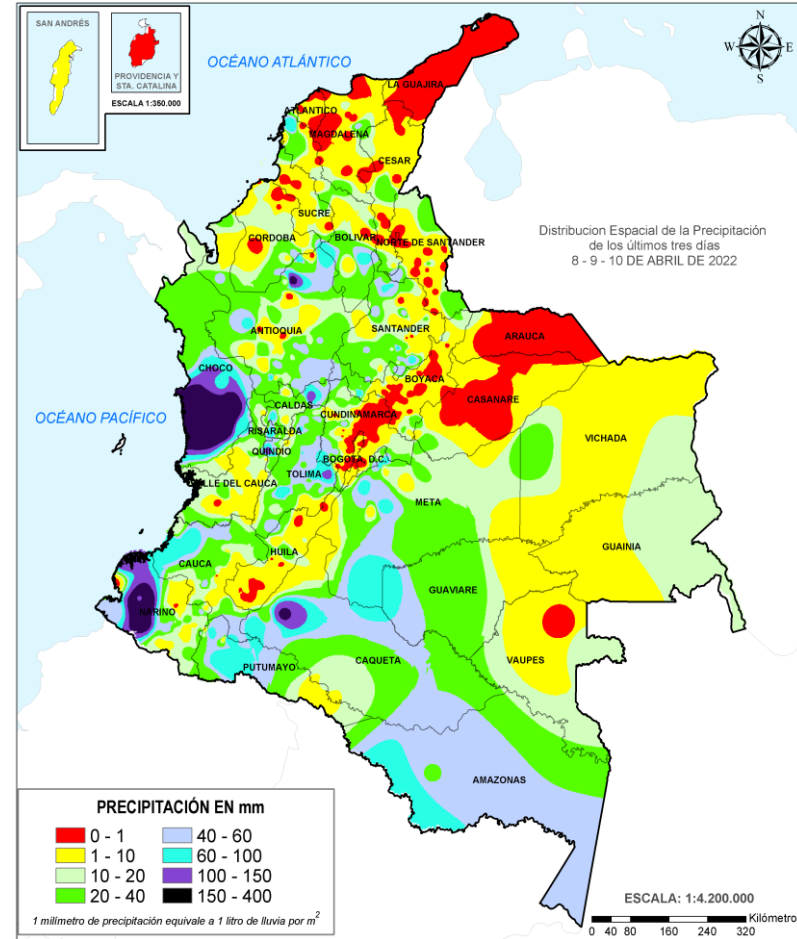 SAN ANDRÉS
PROVIDENCIA Y
STA. CATALINA
ESCALA 1:350.000
OCÉANO ATLÁNTICO
N
W E
S
LA GUAJIRA
ATLANTICO
MAGDALENA
CESAR
SUCRE
CORDOBA
BOLIVAR
NORTE DE SANTANDER
Distribucion Espacial de la Precipitación
de los últimos tres días
8 - 9 - 10 DE ABRIL DE 2022
ANTIOQUIA
SANTANDER
ARAUCA
CHOCO
BOYACA
CASANARE
OCÉANO PACÍFICO
CALDAS
CUNDINAMARCA
RISARALDA
VICHADA
QUINDIO
BOGOTA, D.C.
TOLIMA
VALLE DEL CAUCA
META
GUAINIA
HUILA
CAUCA
GUAVIARE
NARIÑO
PUTUMAYO
CAQUETA
VAUPES
AMAZONAS
PRECIPITACIÓN EN mm
0 - 1
1 - 10
10 - 20
20 - 40
40 - 60
60 - 100
100 - 150
150 - 400
1 milímetro de precipitación equivale a 1 litro de lluvia por m2
ESCALA: 1:4.200.000
0 40 80 160 240 320
Kilómetro